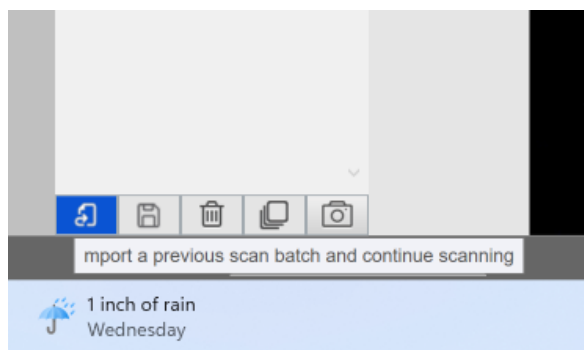 mport a previous scan batch and continue scanning
1 inch of rain
Wednesday